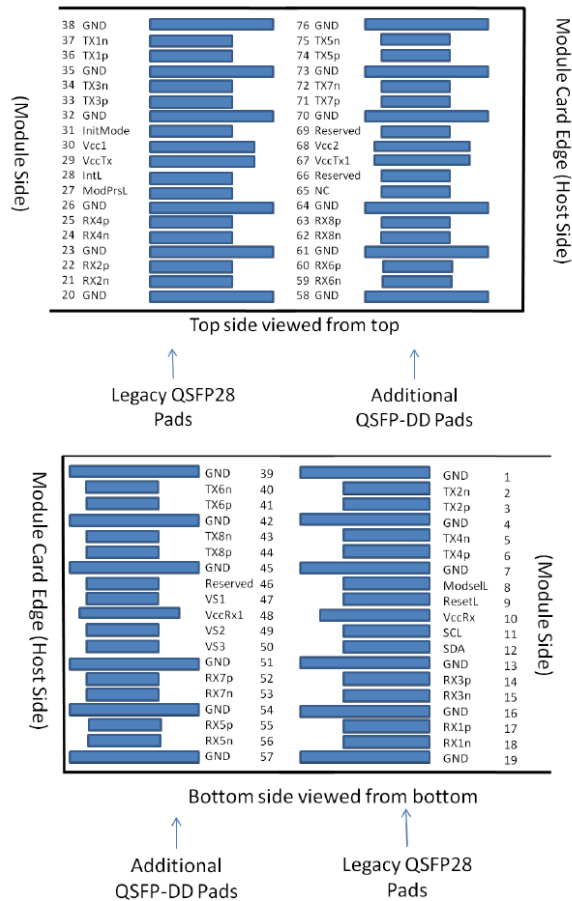 38 GND 76 GND
37 TX1n 75 TX5n
36 TX1p 74 TX5p
35 GND 73 GND
34 TX3n 72 TX7n
33 TX3p 71 TX7p
32 GND 70 GND
31 InitMode 69 Reserved
30 Vcc1 68 Vcc2
29 VccTx 67 VccTx1
28 IntL 66 Reserved
27 ModPrsL 65 NC
26 GND 64 GND
25 RX4p 63 RX8p
24 RX4n 62 RX8n
23 GND 61 GND
22 RX2p 60 RX6p
21 RX2n 59 RX6n
20 GND 58 GND
(Module Side)
Module Card Edge (Host Side)
Top side viewed from top
Legacy QSFP28
Pads
Additional
QSFP-DD Pads
Module Card Edge (Host Side)
(Module Side)
GND 39 GND 1
TX6n 40 TX2n 2
TX6p 41 TX2p 3
GND 42 GND 4
TX8n 43 TX4n 5
TX8p 44 TX4p 6
GND 45 GND 7
Reserved 46 ModselL 8
VS1 47 ResetL 9
VccRx1 48 VccRx 10
VS2 49 SCL 11
VS3 50 SDA 12
GND 51 GND 13
RX7p 52 RX3p 14
RX7n 53 RX3n 15
GND 54 GND 16
RX5p 55 RX1p 17
RX5n 56 RX1n 18
GND 57 GND 19
Bottom side viewed from bottom
Additional
QSFP-DD Pads
Legacy QSFP28
Pads